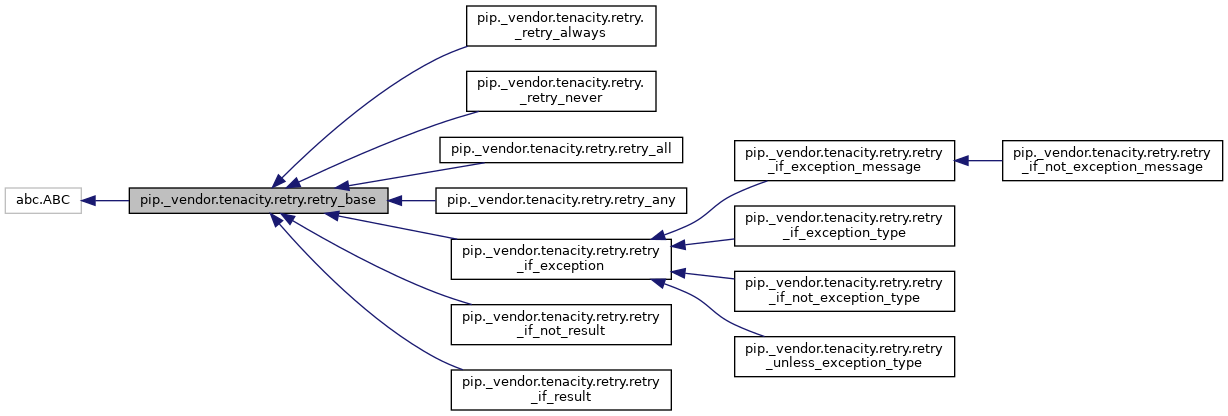 abc.ABC
pip._vendor.tenacity.retry.retry_base
pip._vendor.tenacity.retry.
_retry_always
pip._vendor.tenacity.retry.
_retry_never
pip._vendor.tenacity.retry.retry_all
pip._vendor.tenacity.retry.retry_any
pip._vendor.tenacity.retry.retry
_if_exception
pip._vendor.tenacity.retry.retry
_if_not_result
pip._vendor.tenacity.retry.retry
_if_result
pip._vendor.tenacity.retry.retry
_if_exception_message
pip._vendor.tenacity.retry.retry
_if_exception_type
pip._vendor.tenacity.retry.retry
_if_not_exception_type
pip._vendor.tenacity.retry.retry
_unless_exception_type
pip._vendor.tenacity.retry.retry
_if_not_exception_message